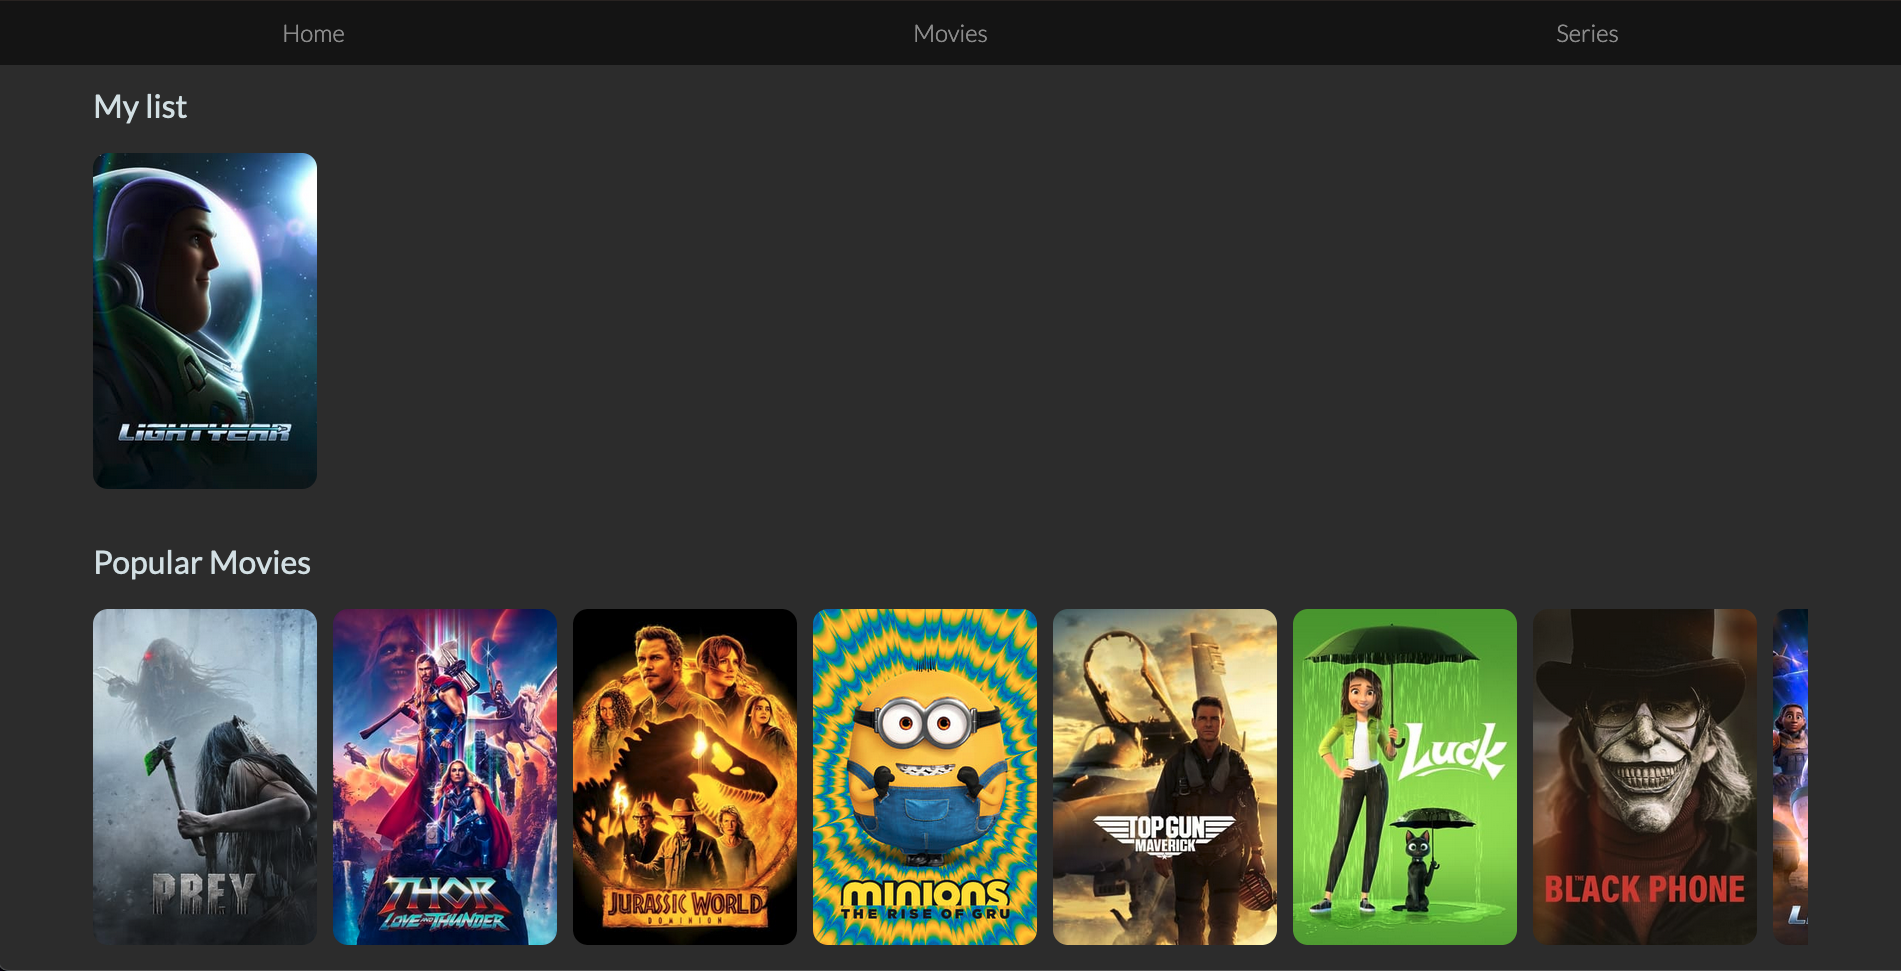 Home
Movies
Series
My list
LIGHTYEAR
Popular Movies
PREY
THOR
LOVE AND THUNDER
JURASSIC WORLD
DOMINION
MINIONS
THE RISE OF GRU
TOP GUN
MAVERICK
Luck
THE
BLACK PHONE